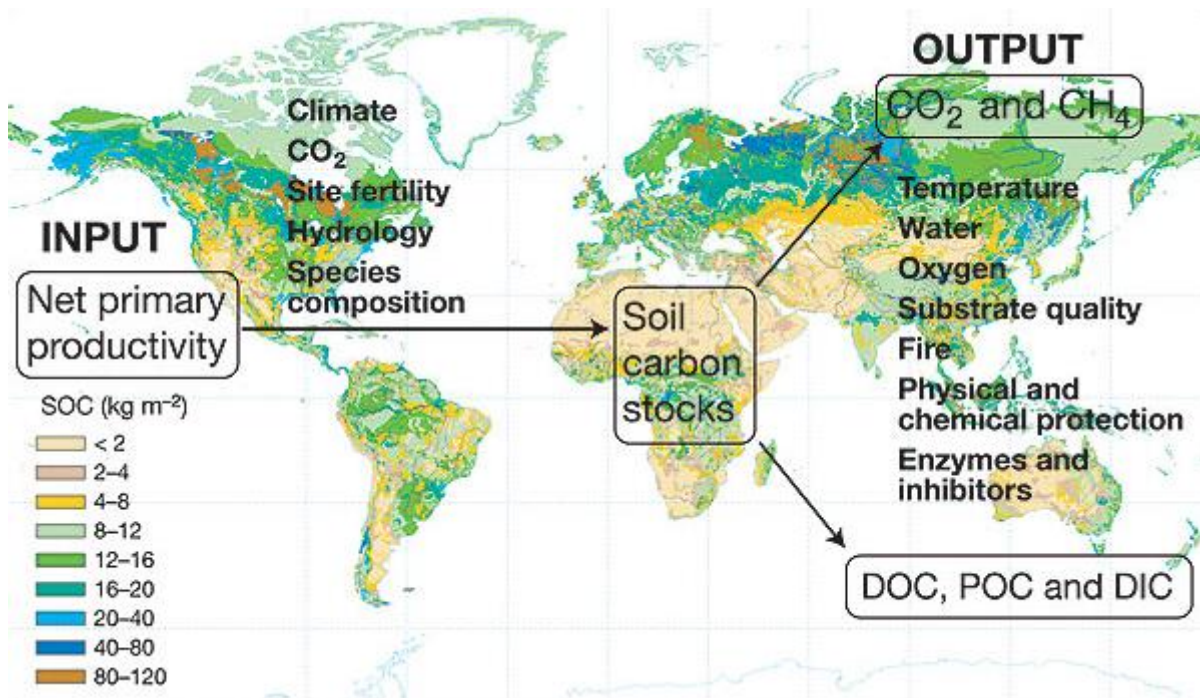 INPUT
Net primary
productivity
Climate
CO₂
Site fertility
Hydrology
Species
composition
Soil
carbon
stocks
OUTPUT
CO₂ and CH₄
Temperature
Water
Oxygen
Substrate quality
Fire
Physical and
chemical protection
Enzymes and
inhibitors
DOC, POC and DIC
SOC (kg m⁻²)
< 2
2–4
4–8
8–12
12–16
16–20
20–40
40–80
80–120